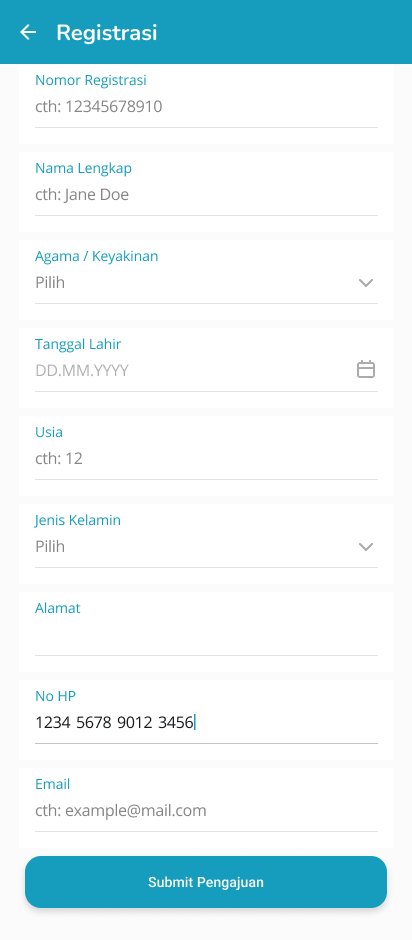 Registrasi
Nomor Registrasi
cth: 12345678910
Nama Lengkap
cth: Jane Doe
Agama / Keyakinan
Pilih
Tanggal Lahir
DD.MM.YYYY
Usia
cth: 12
Jenis Kelamin
Pilih
Alamat
No HP
1234 5678 9012 3456
Email
cth: example@mail.com
Submit Pengajuan